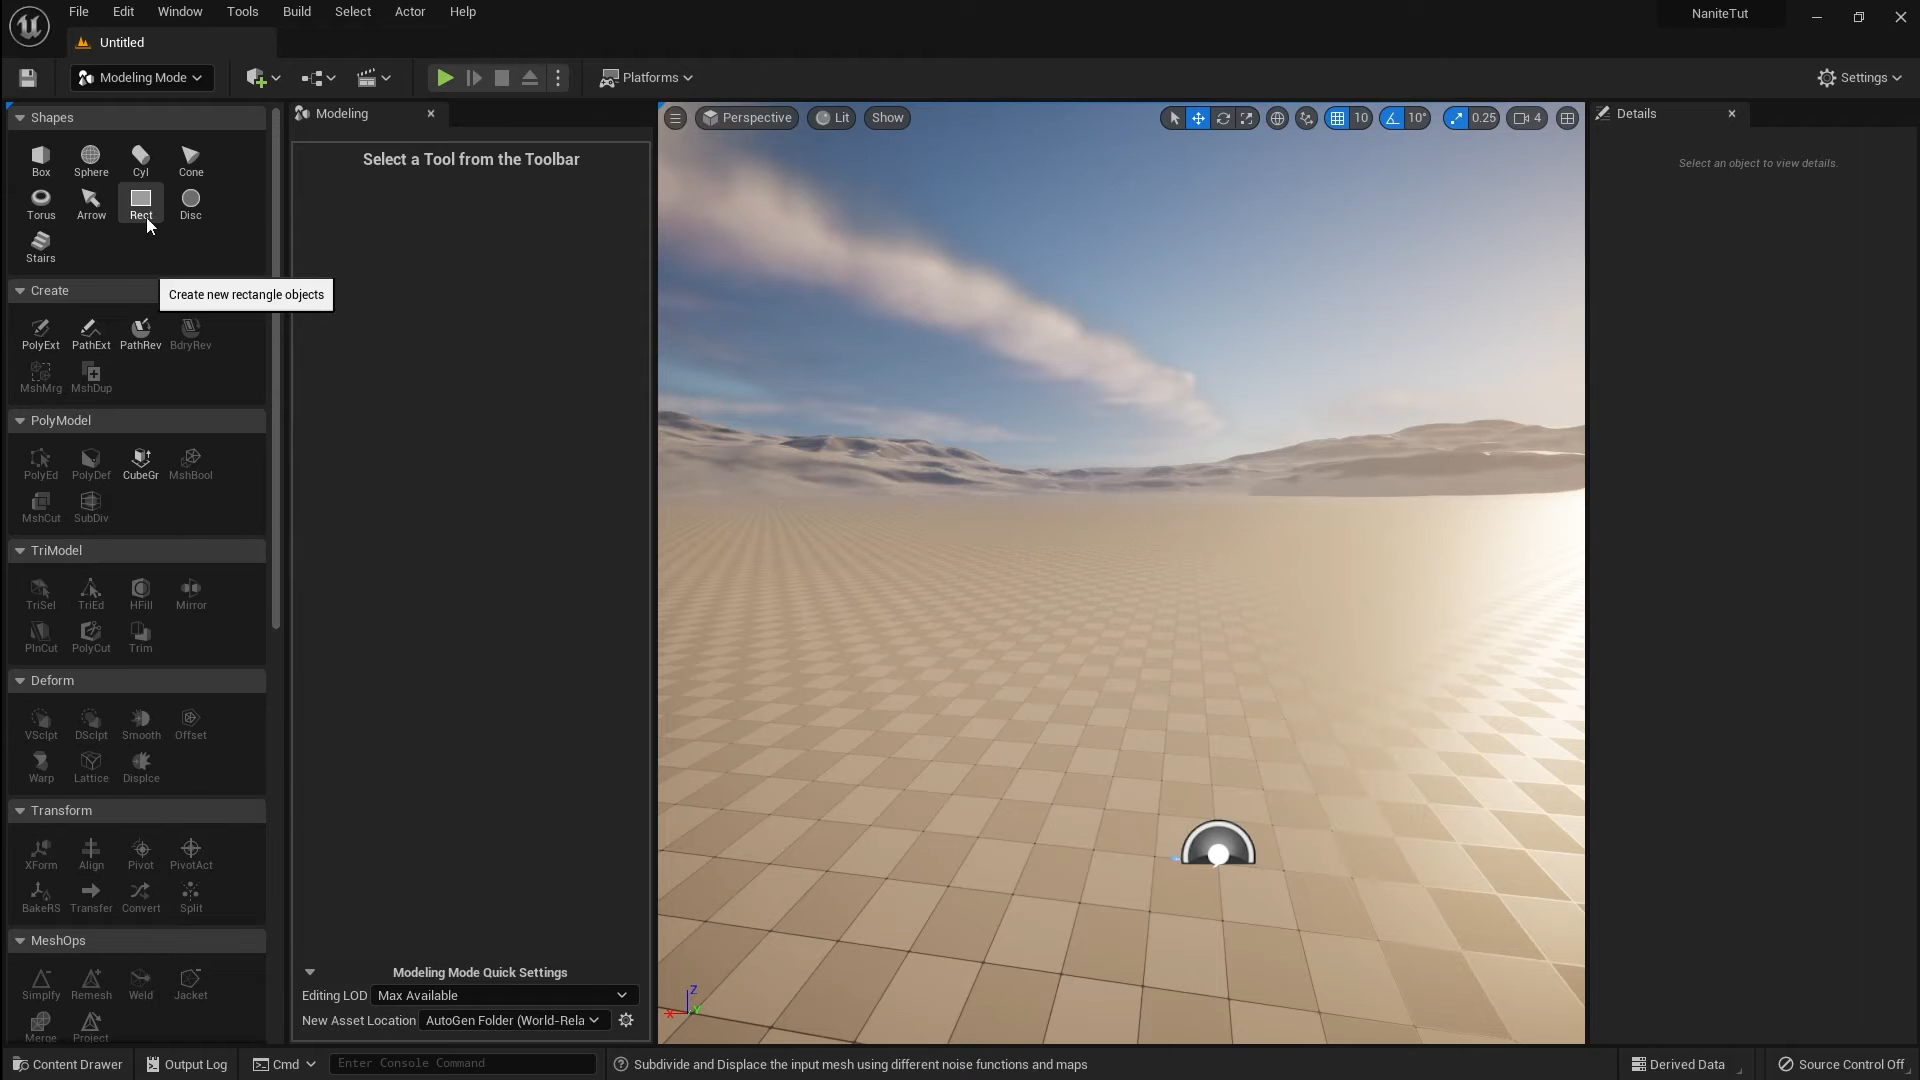 File Edit Window Tools Build Select Actor Help
NaniteTut
Untitled
Modeling Mode
Platforms
Settings
Shapes
Box Sphere Cyl Cone
Torus Arrow Rect Disc
Stairs
Create
Create new rectangle objects
PolyExt PathExt PathRev BdryRev
MshMrg MshDup
PolyModel
PolyEd PolyDef CubeGr MshBool
MshCut SubDiv
TriModel
TriSel TriEd HFill Mirror
PlnCut PolyCut Trim
Deform
VSclpt DSclpt Smooth Offset
Warp Lattice Displce
Transform
XForm Align Pivot PivotAct
BakeRS Transfer Convert Split
MeshOps
Simplfy Remesh Weld Jacket
Merge Project
Modeling
Select a Tool from the Toolbar
Modeling Mode Quick Settings
Editing LOD Max Available
New Asset Location AutoGen Folder (World-Rela
Perspective Lit Show
10 10° 0.25 4
Z
X Y
Details
Select an object to view details.
Content Drawer Output Log Cmd Enter Console Command
Subdivide and Displace the input mesh using different noise functions and maps
Derived Data Source Control Off